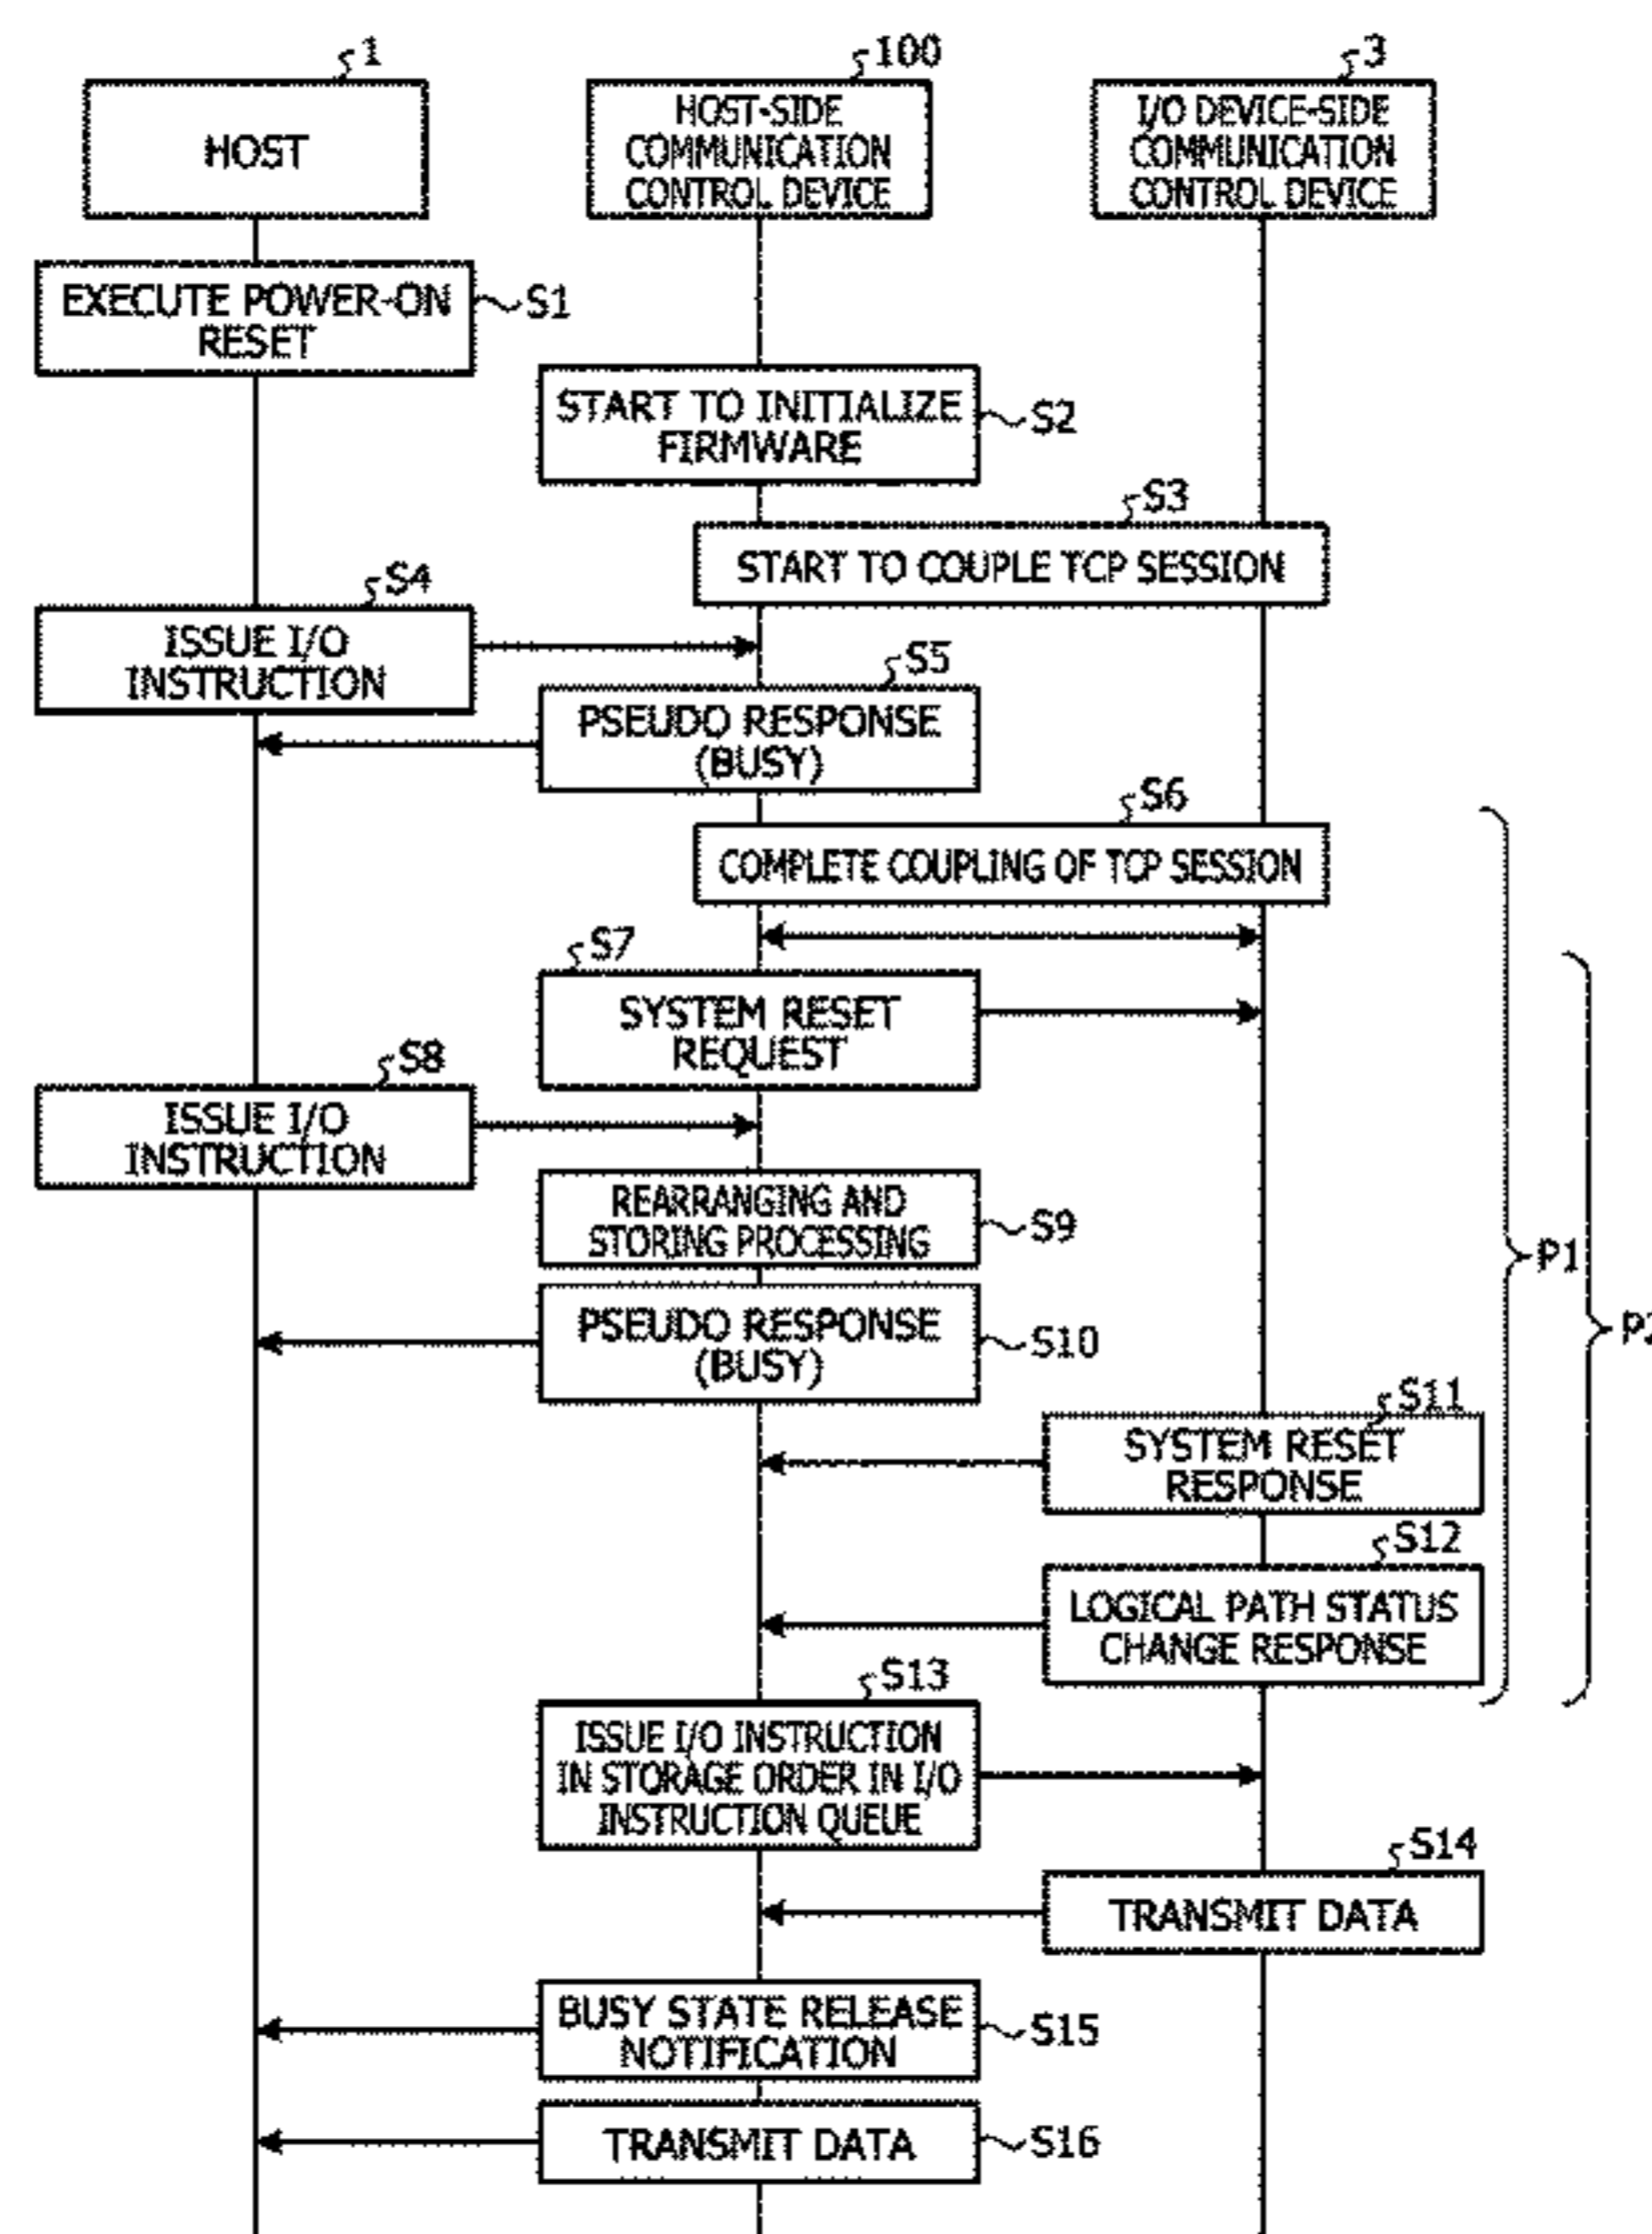 1
100
3
HOST
HOST-SIDE
COMMUNICATION
CONTROL DEVICE
I/O DEVICE-SIDE
COMMUNICATION
CONTROL DEVICE
EXECUTE POWER-ON
RESET
S1
START TO INITIALIZE
FIRMWARE
S2
S3
START TO COUPLE TCP SESSION
S4
ISSUE I/O
INSTRUCTION
S5
PSEUDO RESPONSE
(BUSY)
S6
COMPLETE COUPLING OF TCP SESSION
S7
SYSTEM RESET
REQUEST
S8
ISSUE I/O
INSTRUCTION
REARRANGING AND
STORING PROCESSING
S9
P1
PSEUDO RESPONSE
(BUSY)
S10
S11
SYSTEM RESET
RESPONSE
S12
LOGICAL PATH STATUS
CHANGE RESPONSE
S13
ISSUE I/O INSTRUCTION
IN STORAGE ORDER IN I/O
INSTRUCTION QUEUE
S14
TRANSMIT DATA
BUSY STATE RELEASE
NOTIFICATION
S15
TRANSMIT DATA
S16